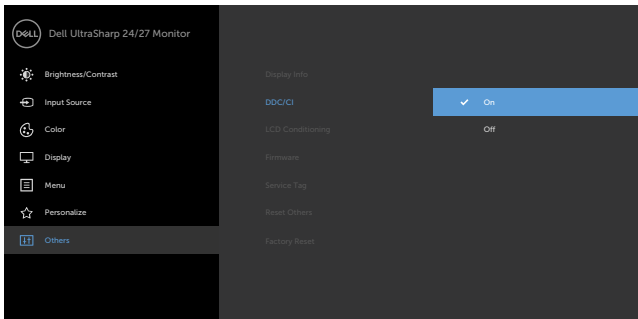 DELL
Dell UltraSharp 24/27 Monitor
Brightness/Contrast
Input Source
Color
Display
Menu
Personalize
Others
Display Info
DDC/CI
LCD Conditioning
Firmware
Service Tag
Reset Others
Factory Reset
On
Off